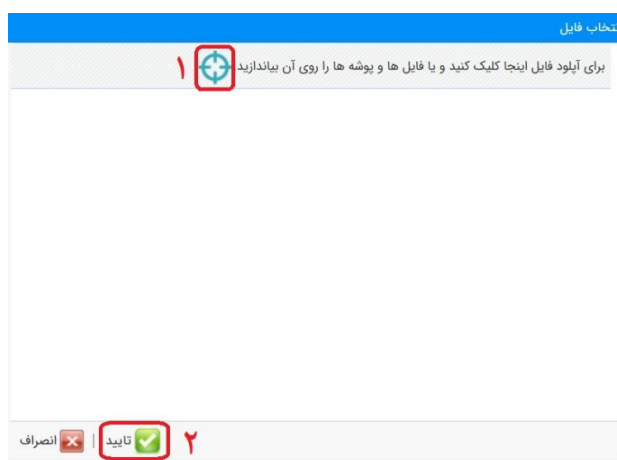 نتخاب فایل
برای آپلود فایل اینجا کلیک کنید و یا فایل ها و پوشه ها را روی آن بیاندازید ۱
۲ تایید | انصراف